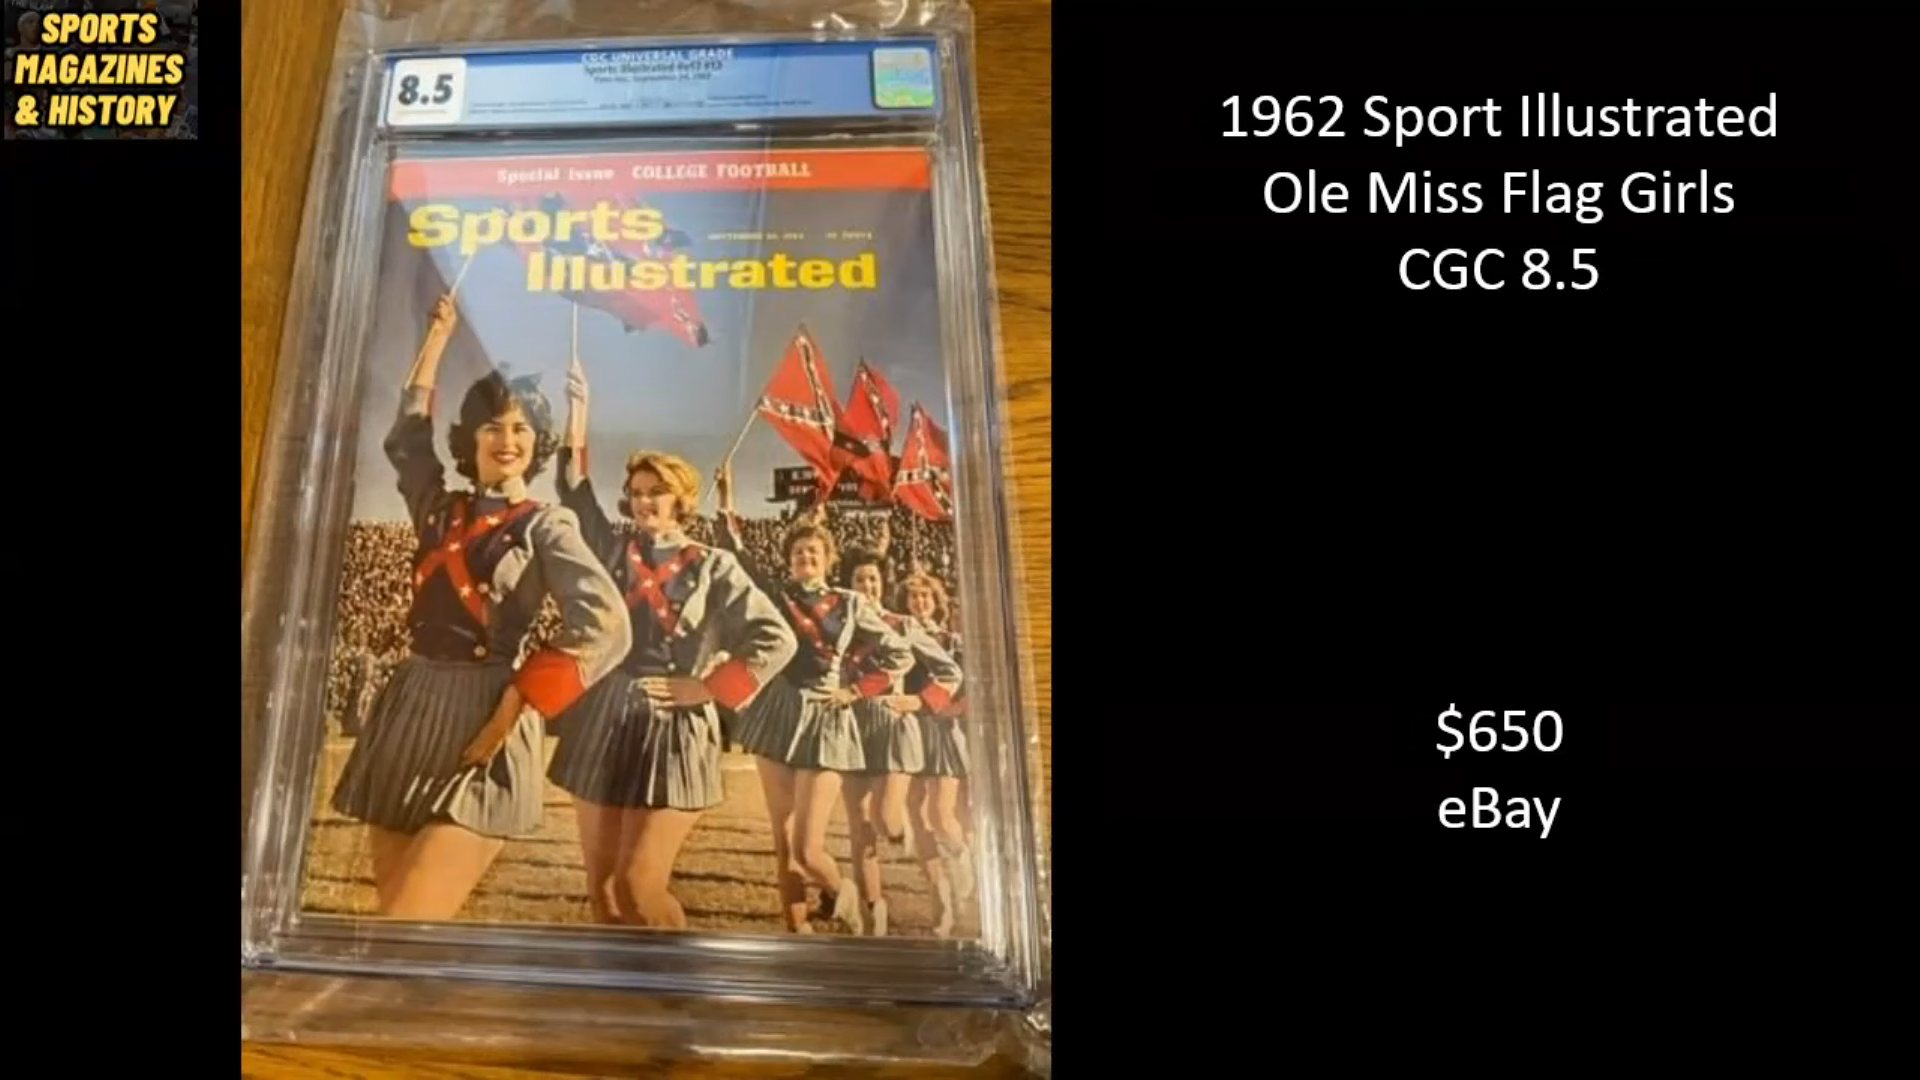 SPORTS
MAGAZINES
& HISTORY
CGC UNIVERSAL GRADE
8.5
Special Issue COLLEGE FOOTBALL
Sports
Illustrated
1962 Sport Illustrated
Ole Miss Flag Girls
CGC 8.5
$650
eBay